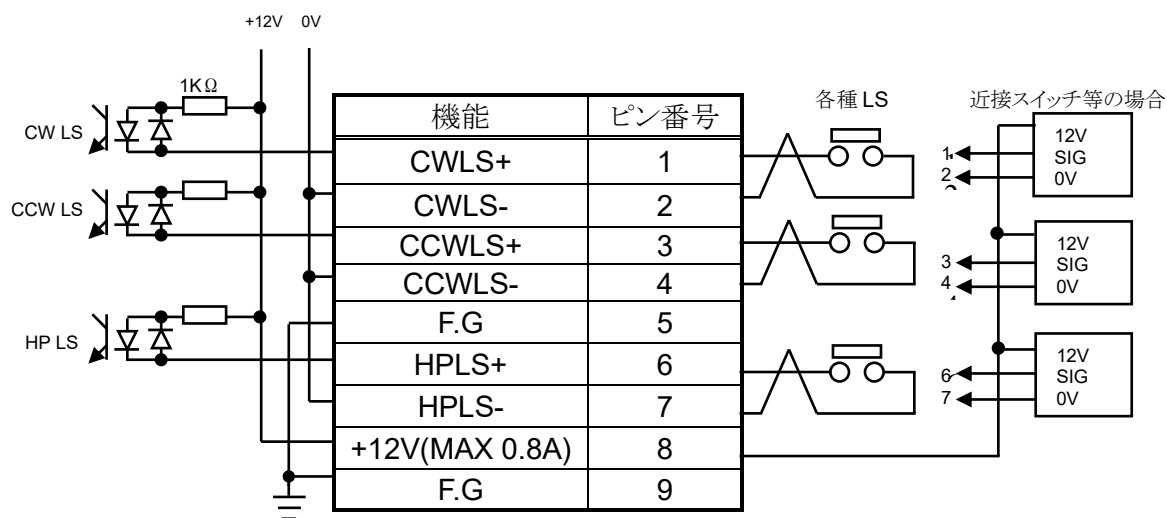 +12V 0V
1KΩ
CW LS
CCW LS
HP LS
機能 ピン番号
CWLS+ 1
CWLS- 2
CCWLS+ 3
CCWLS- 4
F.G 5
HPLS+ 6
HPLS- 7
+12V(MAX 0.8A) 8
F.G 9
各種 LS
近接スイッチ等の場合
12V
1 SIG
2 0V
12V
3 SIG
4 0V
12V
6 SIG
7 0V